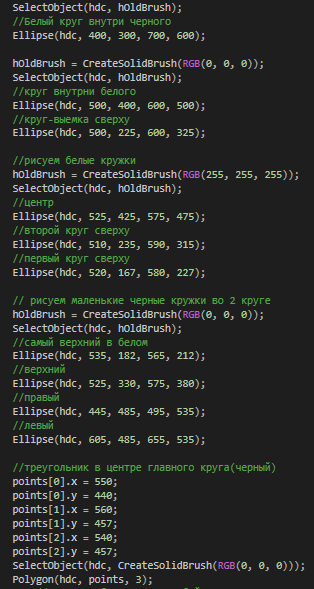 SelectObject(hdc, hOldBrush);
//Белый круг внутри черного
Ellipse(hdc, 400, 300, 700, 600);
hOldBrush = CreateSolidBrush(RGB(0, 0, 0));
SelectObject(hdc, hOldBrush);
//круг внутрни белого
Ellipse(hdc, 500, 400, 600, 500);
//круг-выемка сверху
Ellipse(hdc, 500, 225, 600, 325);
//рисуем белые кружки
hOldBrush = CreateSolidBrush(RGB(255, 255, 255));
SelectObject(hdc, hOldBrush);
//центр
Ellipse(hdc, 525, 425, 575, 475);
//второй круг сверху
Ellipse(hdc, 510, 235, 590, 315);
//первый круг сверху
Ellipse(hdc, 520, 167, 580, 227);
// рисуем маленькие черные кружки во 2 круге
hOldBrush = CreateSolidBrush(RGB(0, 0, 0));
SelectObject(hdc, hOldBrush);
//самый верхний в белом
Ellipse(hdc, 535, 182, 565, 212);
//верхний
Ellipse(hdc, 525, 330, 575, 380);
//правый
Ellipse(hdc, 445, 485, 495, 535);
//левый
Ellipse(hdc, 605, 485, 655, 535);
//треугольник в центре главного круга(черный)
points[0].x = 550;
points[0].y = 440;
points[1].x = 560;
points[1].y = 457;
points[2].x = 540;
points[2].y = 457;
SelectObject(hdc, CreateSolidBrush(RGB(0, 0, 0)));
Polygon(hdc, points, 3);